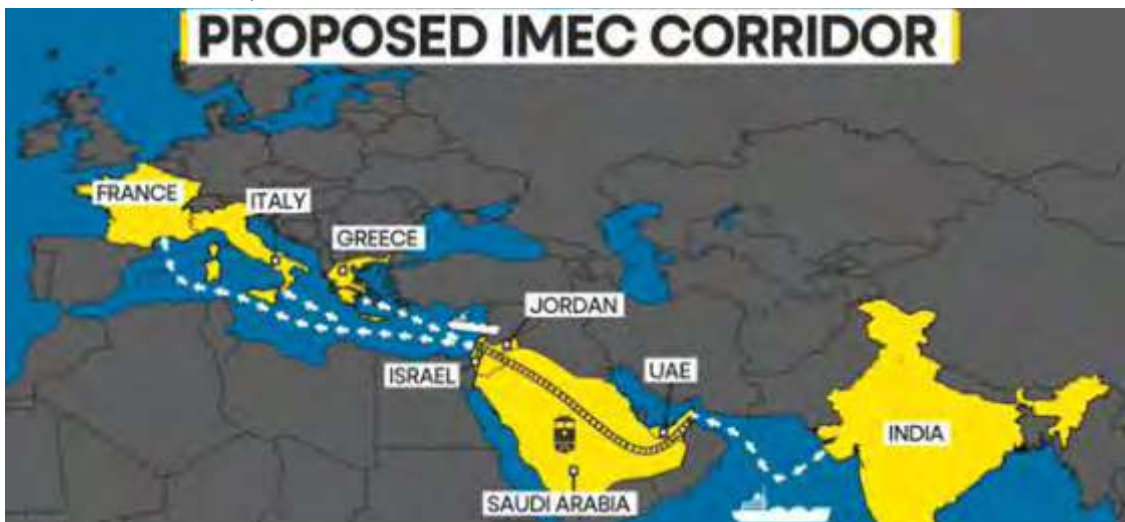 PROPOSED IMEC CORRIDOR
FRANCE
ITALY
GREECE
JORDAN
ISRAEL
UAE
INDIA
SAUDI ARABIA